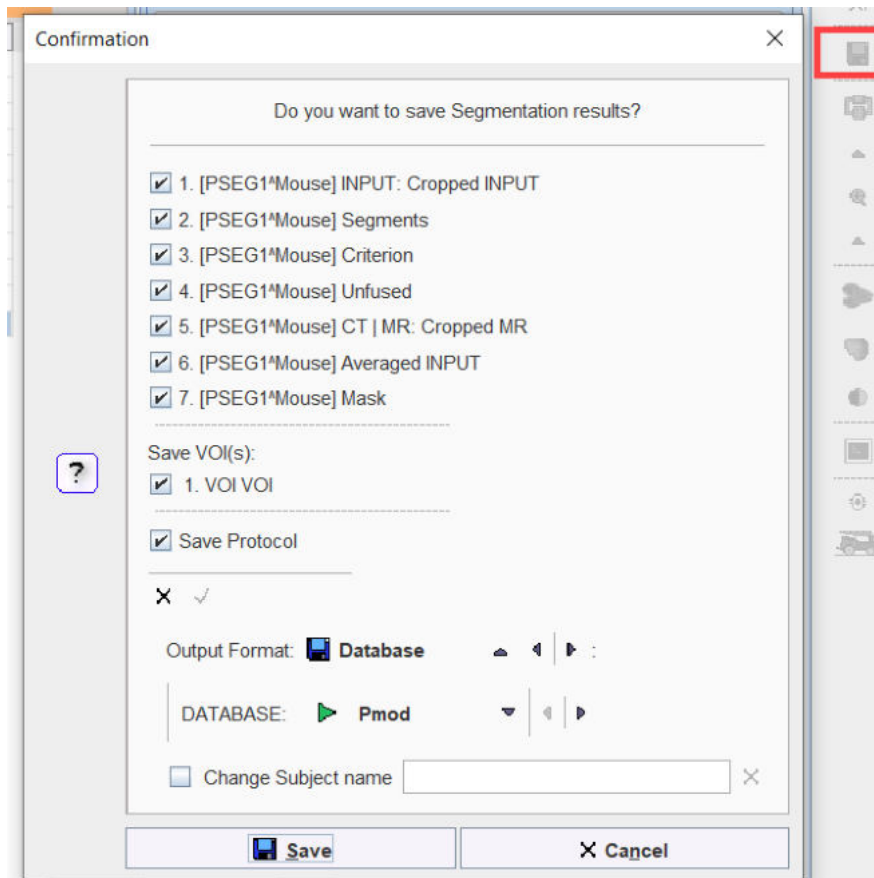 Confirmation
Do you want to save Segmentation results?
1. [PSEG1^Mouse] INPUT: Cropped INPUT
2. [PSEG1^Mouse] Segments
3. [PSEG1^Mouse] Criterion
4. [PSEG1^Mouse] Unfused
5. [PSEG1^Mouse] CT | MR: Cropped MR
6. [PSEG1^Mouse] Averaged INPUT
7. [PSEG1^Mouse] Mask
Save VOI(s):
1. VOI VOI
?
Save Protocol
Output Format: Database :
DATABASE: Pmod
Change Subject name
Save Cancel